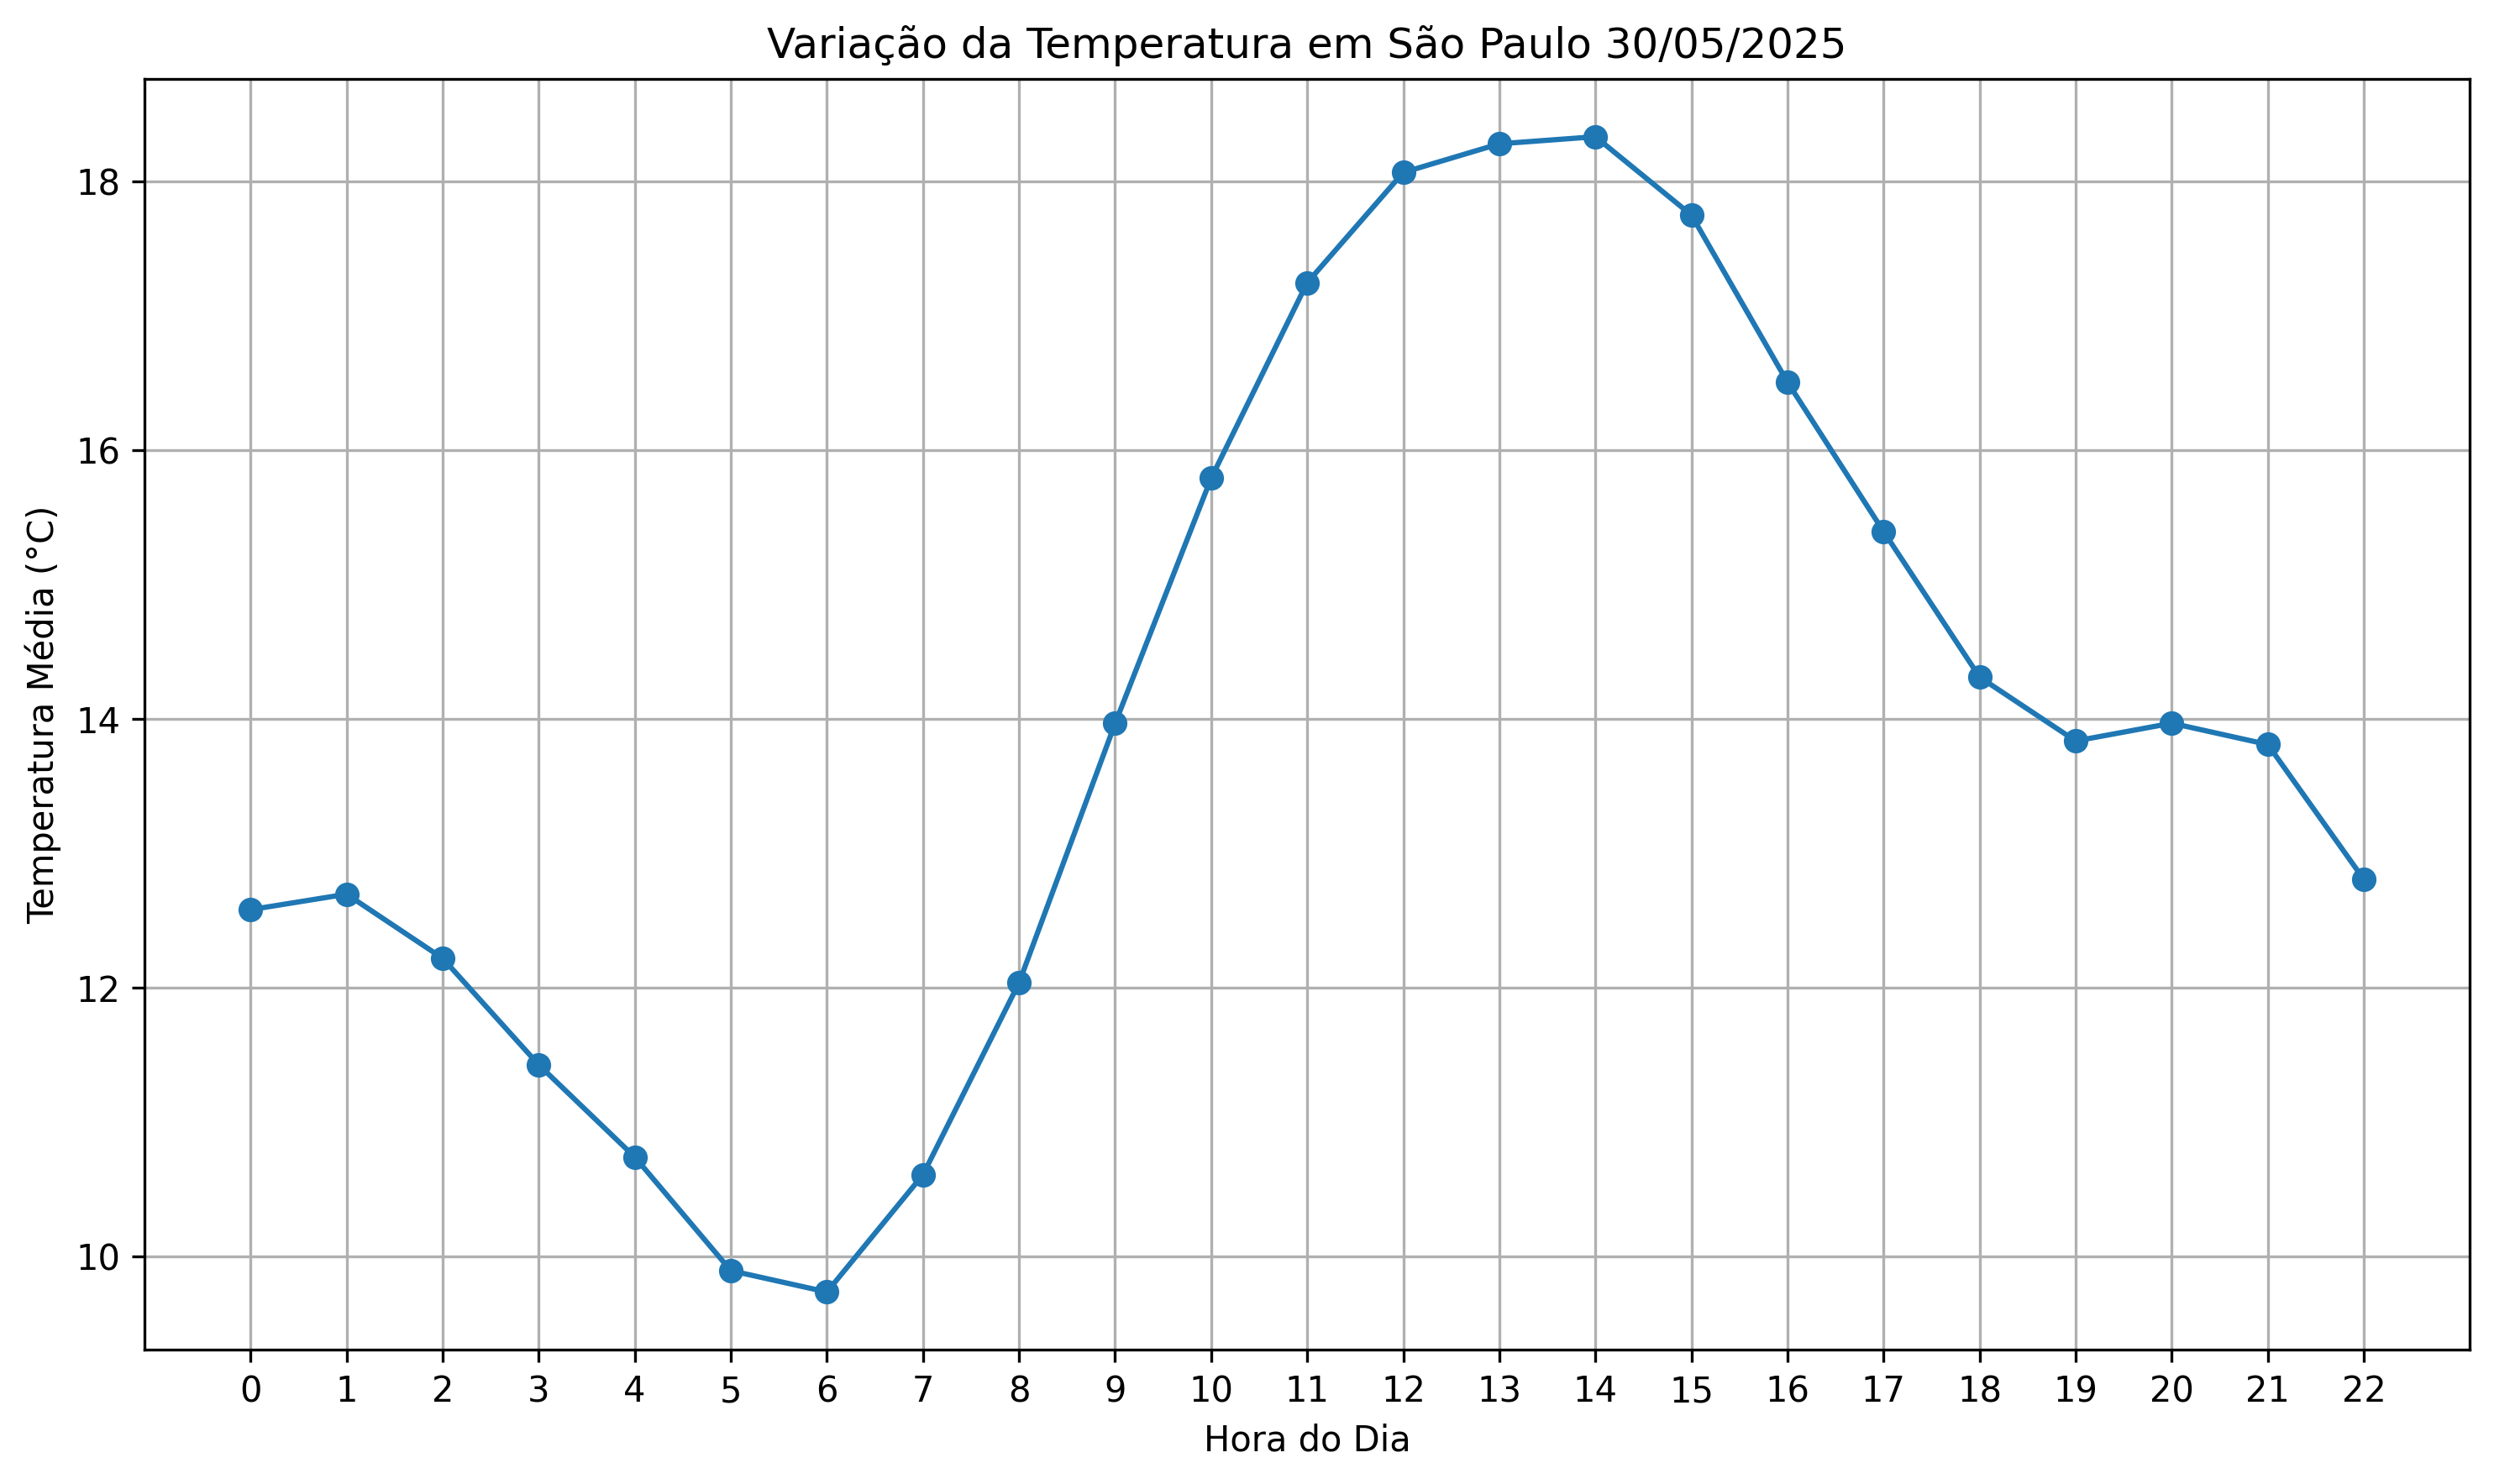 Variação da Temperatura em São Paulo 30/05/2025
Temperatura Média (°C)
18
16
14
12
10
0 1 2 3 4 5 6 7 8 9 10 11 12 13 14 15 16 17 18 19 20 21 22
Hora do Dia